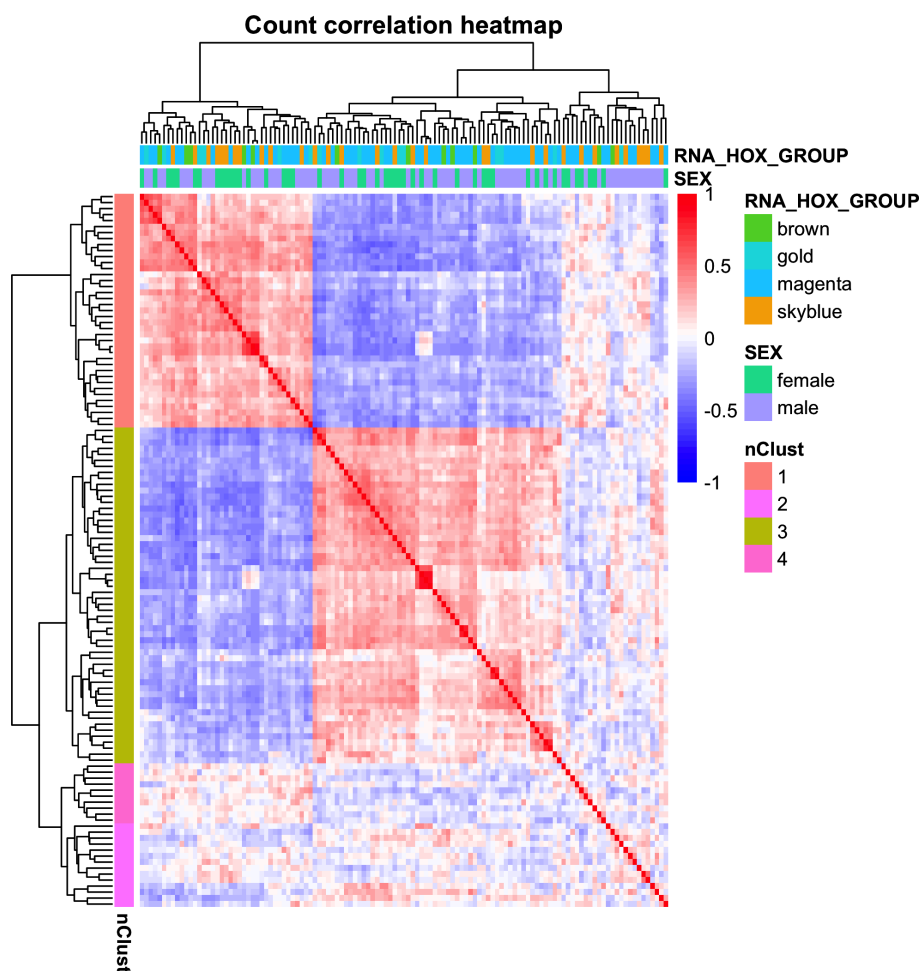 Count correlation heatmap
RNA_HOX_GROUP
SEX
1
0.5
0
-0.5
-1
RNA_HOX_GROUP
brown
gold
magenta
skyblue
SEX
female
male
nClust
1
2
3
4
nClust